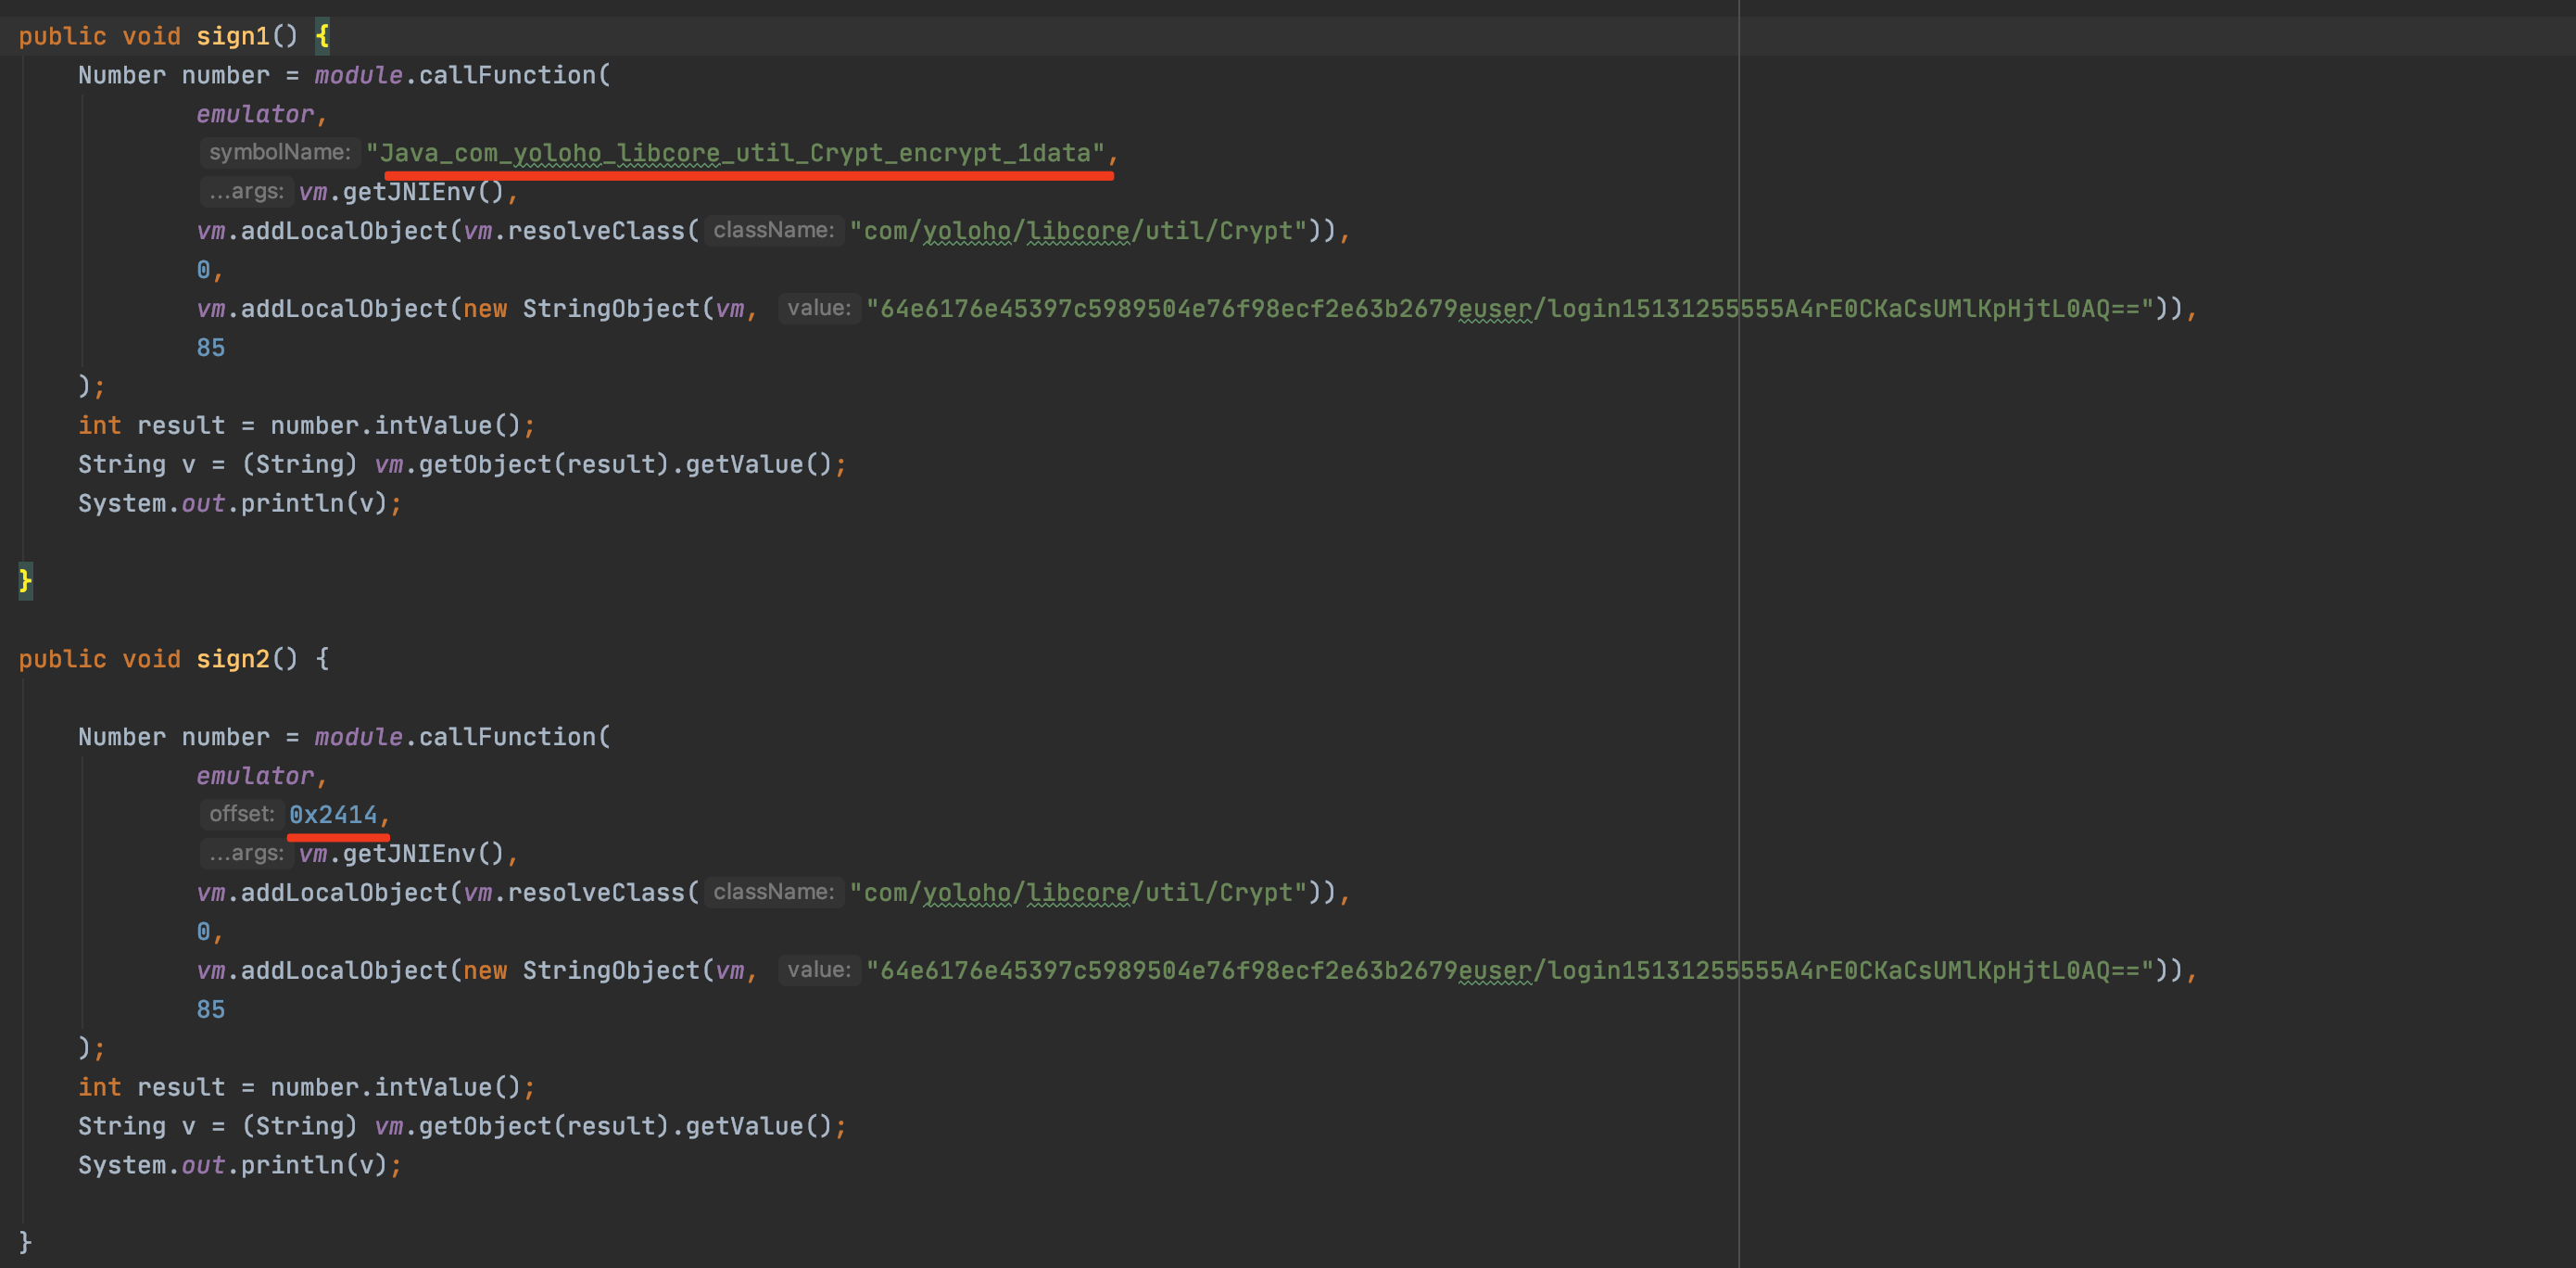 public void sign1() {
    Number number = module.callFunction(
            emulator,
            symbolName: "Java_com_yoloho_libcore_util_Crypt_encrypt_1data",
            ...args: vm.getJNIEnv(),
            vm.addLocalObject(vm.resolveClass( className: "com/yoloho/libcore/util/Crypt")),
            0,
            vm.addLocalObject(new StringObject(vm, value: "64e6176e45397c5989504e76f98ecf2e63b2679euser/login15131255555A4rE0CKaCsUMlKpHjtL0AQ==")),
            85
    );
    int result = number.intValue();
    String v = (String) vm.getObject(result).getValue();
    System.out.println(v);
}
public void sign2() {
    Number number = module.callFunction(
            emulator,
            offset: 0x2414,
            ...args: vm.getJNIEnv(),
            vm.addLocalObject(vm.resolveClass( className: "com/yoloho/libcore/util/Crypt")),
            0,
            vm.addLocalObject(new StringObject(vm, value: "64e6176e45397c5989504e76f98ecf2e63b2679euser/login15131255555A4rE0CKaCsUMlKpHjtL0AQ==")),
            85
    );
    int result = number.intValue();
    String v = (String) vm.getObject(result).getValue();
    System.out.println(v);
}